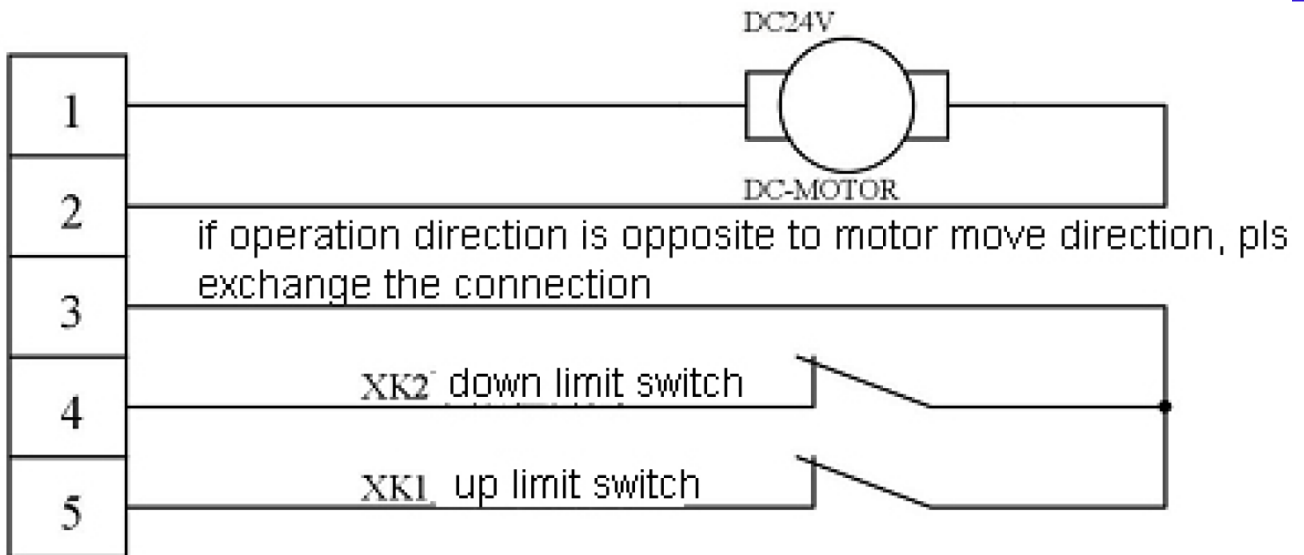 DC24V
1
DC-MOTOR
2
if operation direction is opposite to motor move direction, pls
exchange the connection
3
XK2 down limit switch
4
XK1 up limit switch
5